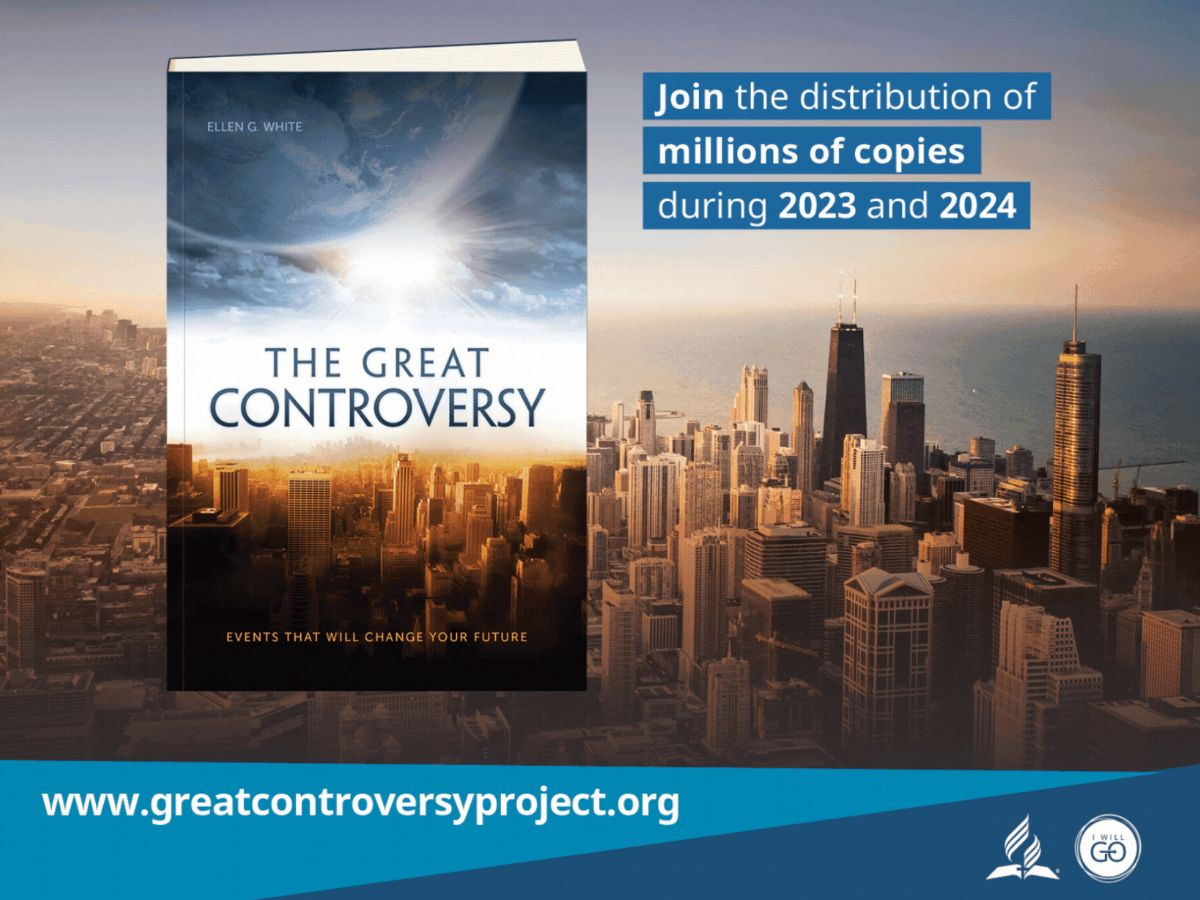 ELLEN G. WHITE
THE GREAT
CONTROVERSY
EVENTS THAT WILL CHANGE YOUR FUTURE
Join the distribution of
millions of copies
during 2023 and 2024
www.greatcontroversyproject.org
I WILL
GO